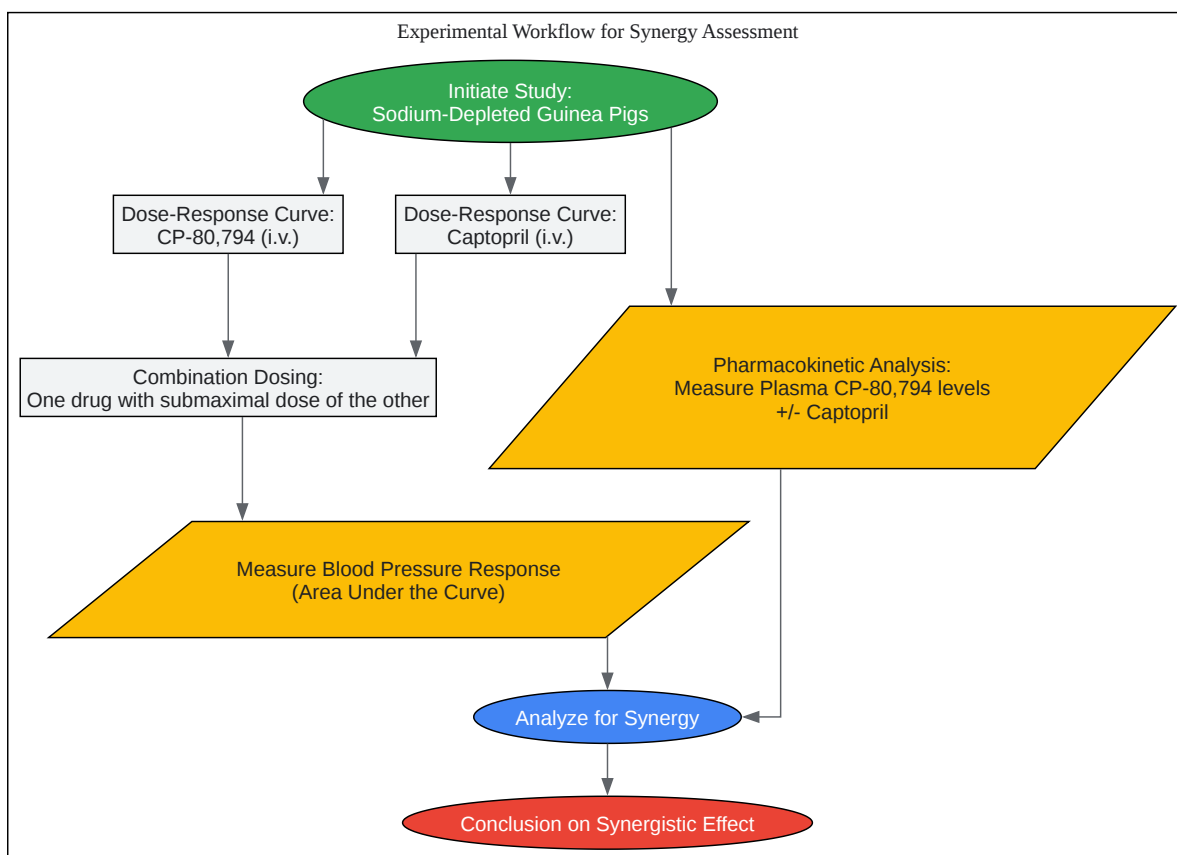 Experimental Workflow for Synergy Assessment
Initiate Study:
Sodium-Depleted Guinea Pigs
Dose-Response Curve:
CP-80,794 (i.v.)
Dose-Response Curve:
Captopril (i.v.)
Combination Dosing:
One drug with submaximal dose of the other
Pharmacokinetic Analysis:
Measure Plasma CP-80,794 levels
+/- Captopril
Measure Blood Pressure Response
(Area Under the Curve)
Analyze for Synergy
Conclusion on Synergistic Effect